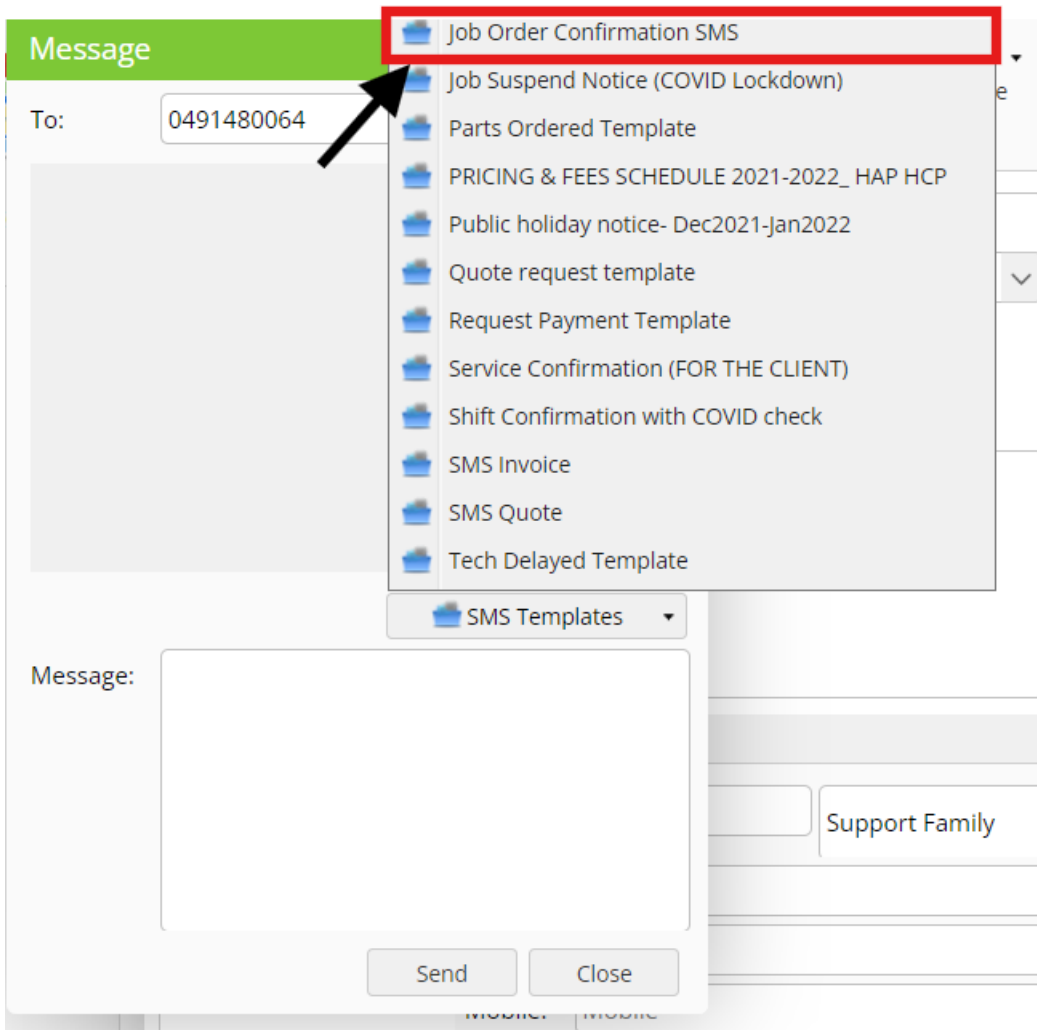 Message
To:
0491480064
Job Order Confirmation SMS
Job Suspend Notice (COVID Lockdown)
Parts Ordered Template
PRICING & FEES SCHEDULE 2021-2022_ HAP HCP
Public holiday notice- Dec2021-Jan2022
Quote request template
Request Payment Template
Service Confirmation (FOR THE CLIENT)
Shift Confirmation with COVID check
SMS Invoice
SMS Quote
Tech Delayed Template
SMS Templates
Message:
Send Close
e
Support Family
Mobile: Mobile